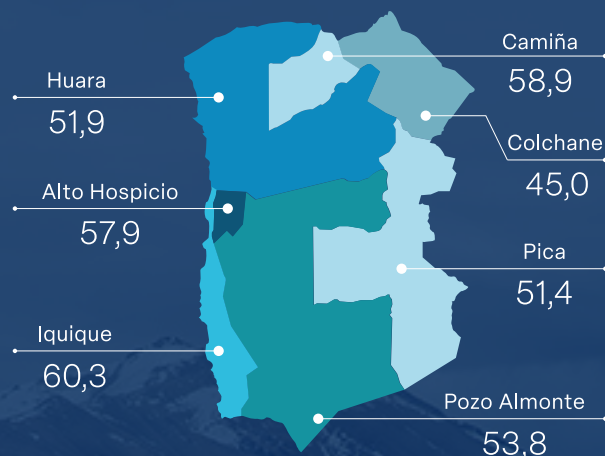 Huara
51,9
Alto Hospicio
57,9
Iquique
60,3
Camiña
58,9
Colchane
45,0
Pica
51,4
Pozo Almonte
53,8